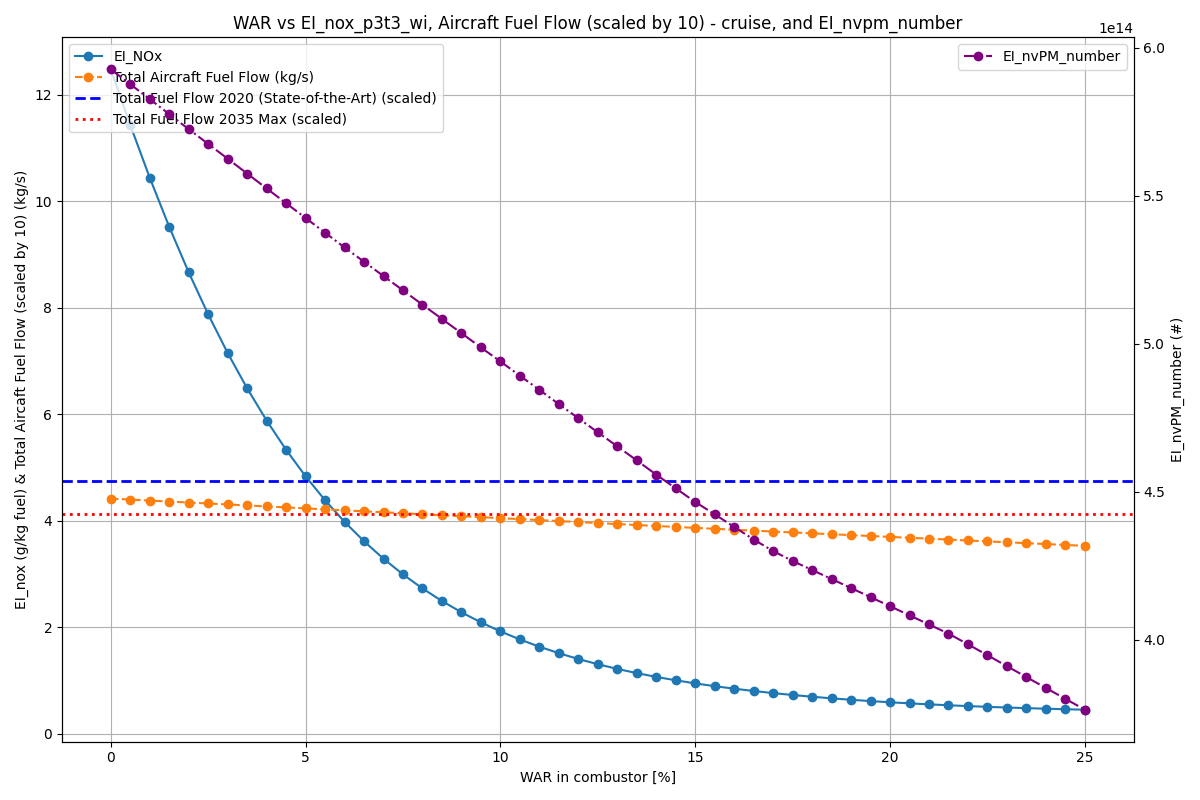 WAR vs EI_nox_p3t3_wi, Aircraft Fuel Flow (scaled by 10) - cruise, and EI_nvpm_number
1e14
EI_NOx
Total Aircraft Fuel Flow (kg/s)
Total Fuel Flow 2020 (State-of-the-Art) (scaled)
Total Fuel Flow 2035 Max (scaled)
EI_nvPM_number
EI_nox (g/kg fuel) & Total Aircaft Fuel Flow (scaled by 10) (kg/s)
12
10
8
6
4
2
0
6.0
5.5
5.0
4.5
4.0
EI_nvPM_number (#)
0 5 10 15 20 25
WAR in combustor [%]